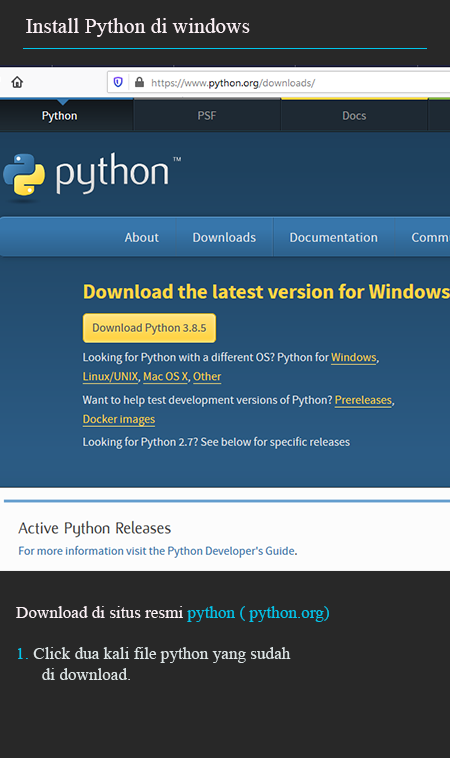 Install Python di windows
https://www.python.org/downloads/
Python PSF Docs
python™
About Downloads Documentation Comm
Download the latest version for Windows
Download Python 3.8.5
Looking for Python with a different OS? Python for Windows,
Linux/UNIX, Mac OS X, Other
Want to help test development versions of Python? Prereleases,
Docker images
Looking for Python 2.7? See below for specific releases
Active Python Releases
For more information visit the Python Developer's Guide.
Download di situs resmi python ( python.org)
1. Click dua kali file python yang sudah
di download.